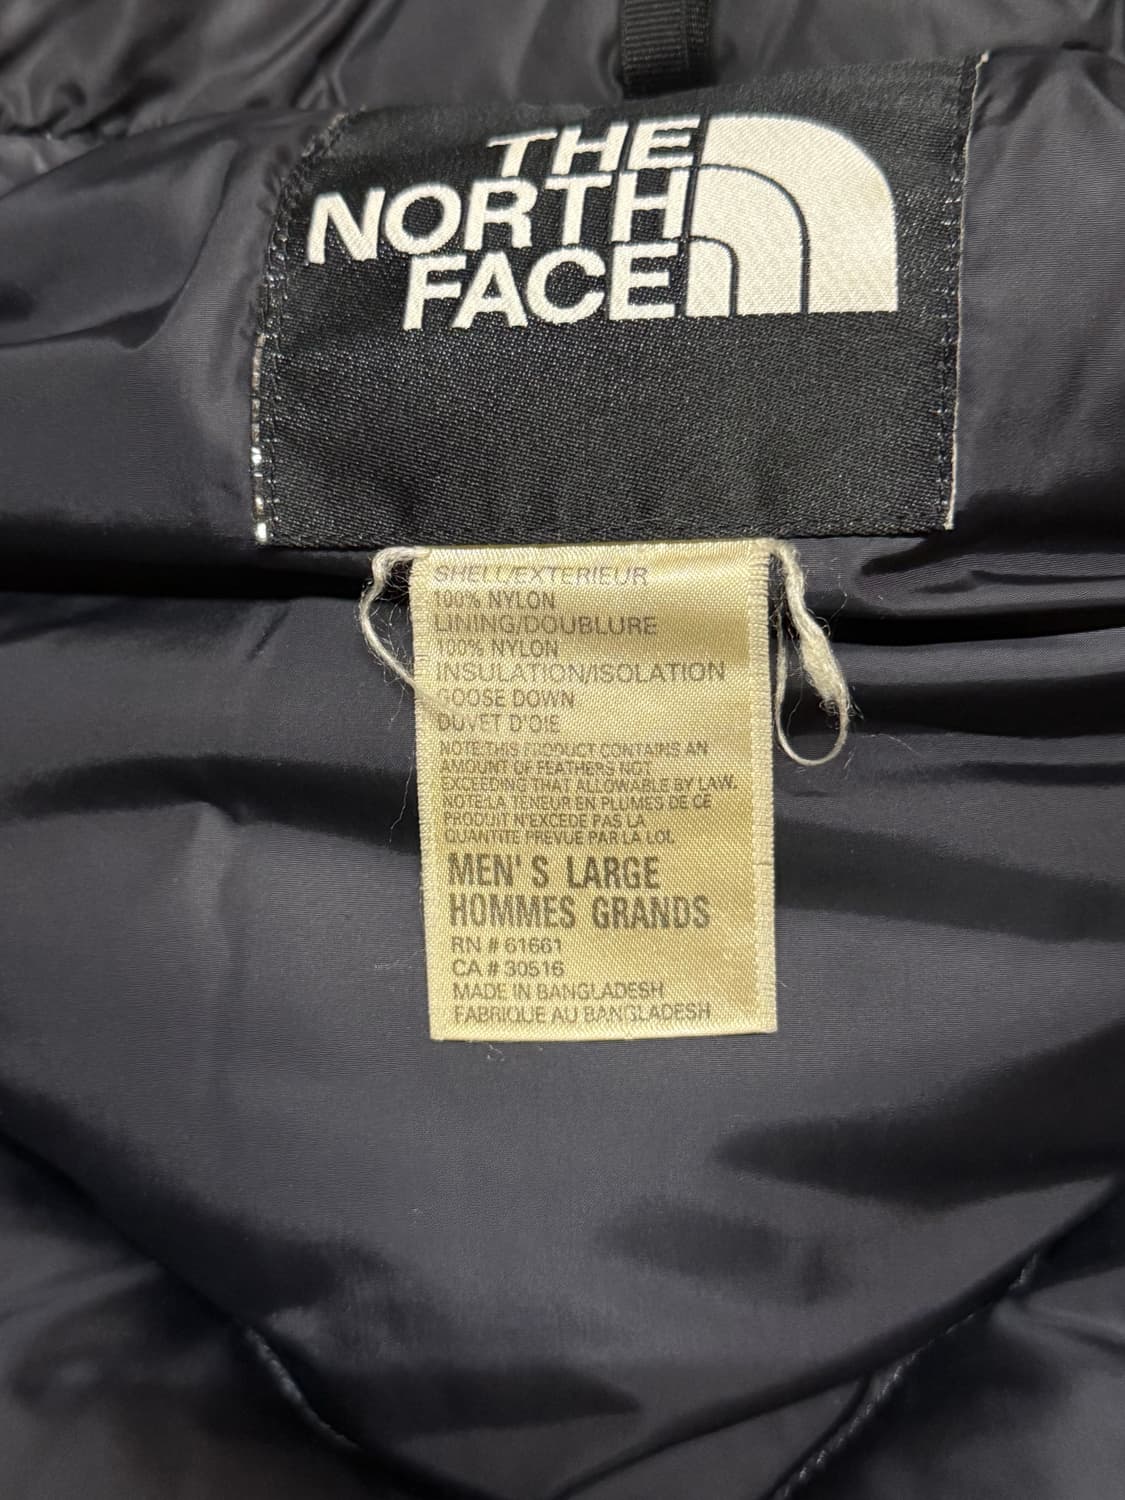 THE
NORTH
FACE
SHELL/EXTERIEUR
100% NYLON
LINING/DOUBLURE
100% NYLON
INSULATION/ISOLATION
GOOSE DOWN
DUVET D'OIE
NOTE:THIS PRODUCT CONTAINS AN
AMOUNT OF FEATHERS NOT
EXCEEDING THAT ALLOWABLE BY LAW.
NOTE:LA TENEUR EN PLUMES DE CE
PRODUIT N'EXCEDE PAS LA
QUANTITE PREVUE PAR LA LOI.
MEN'S LARGE
HOMMES GRANDS
RN # 61661
CA # 30516
MADE IN BANGLADESH
FABRIQUE AU BANGLADESH